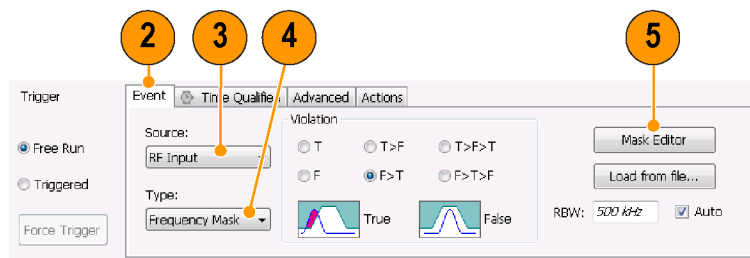 2 3 4 5
Trigger
Event Time Qualified Advanced Actions
Free Run
Triggered
Force Trigger
Source:
RF Input
Type:
Frequency Mask
Violation
T T>F T>F>T
F F>T F>T>F
True False
Mask Editor
Load from file...
RBW: 500 kHz Auto